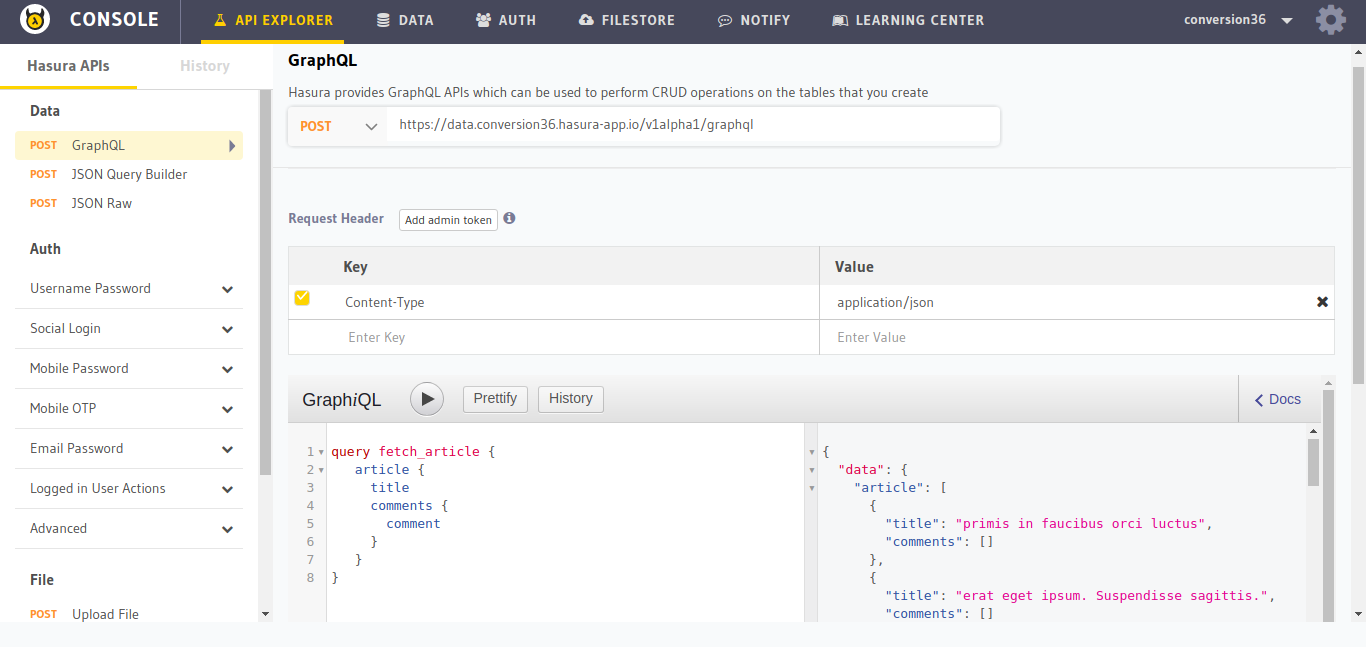 CONSOLE API EXPLORER DATA AUTH FILESTORE NOTIFY LEARNING CENTER conversion36
Hasura APIs History
Data
POST GraphQL
POST JSON Query Builder
POST JSON Raw
Auth
Username Password
Social Login
Mobile Password
Mobile OTP
Email Password
Logged in User Actions
Advanced
File
POST Upload File
GraphQL
Hasura provides GraphQL APIs which can be used to perform CRUD operations on the tables that you create
POST https://data.conversion36.hasura-app.io/v1alpha1/graphql
Request Header Add admin token
Key Value
Content-Type application/json
Enter Key Enter Value
GraphiQL Prettify History Docs
1 query fetch_article {
2 article {
3 title
4 comments {
5 comment
6 }
7 }
8 }
{
"data": {
"article": [
{
"title": "primis in faucibus orci luctus",
"comments": []
},
{
"title": "erat eget ipsum. Suspendisse sagittis.",
"comments": []